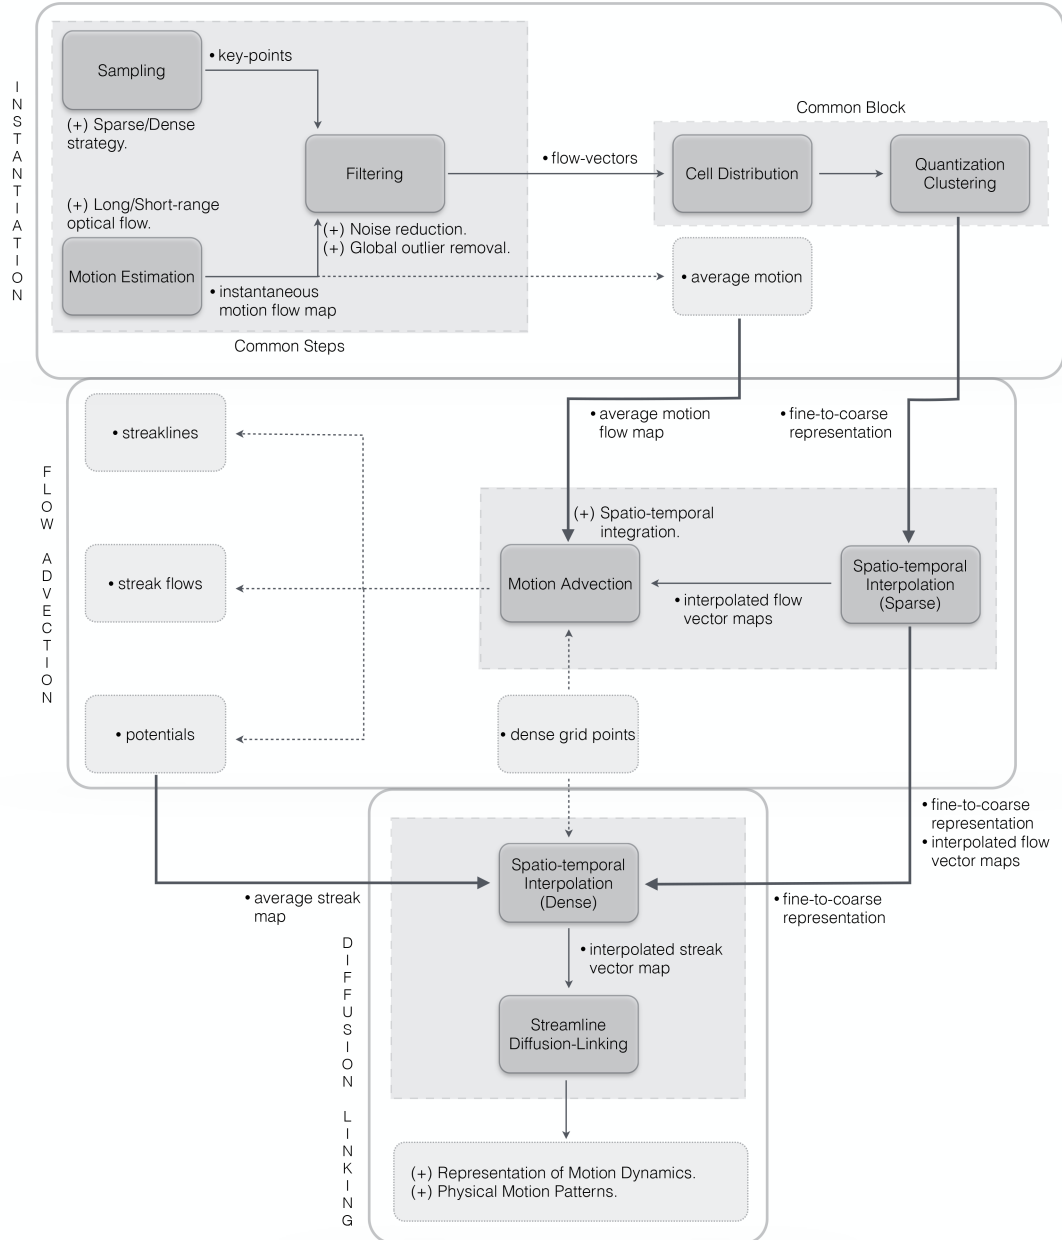 INSTANTIATION
Sampling
• key-points
(+) Sparse/Dense
strategy.
Filtering
(+) Long/Short-range
optical flow.
(+) Noise reduction.
(+) Global outlier removal.
Motion Estimation
• instantaneous
motion flow map
Common Steps
• flow-vectors
Common Block
Cell Distribution
Quantization
Clustering
• average motion
FLOW ADVECTION
• average motion
flow map
• fine-to-coarse
representation
• streaklines
• streak flows
• potentials
(+) Spatio-temporal
integration.
Motion Advection
• interpolated flow
vector maps
Spatio-temporal
Interpolation
(Sparse)
• dense grid points
• fine-to-coarse
representation
• interpolated flow
vector maps
DIFFUSION LINKING
• average streak
map
Spatio-temporal
Interpolation
(Dense)
• fine-to-coarse
representation
• interpolated streak
vector map
Streamline
Diffusion-Linking
(+) Representation of Motion Dynamics.
(+) Physical Motion Patterns.